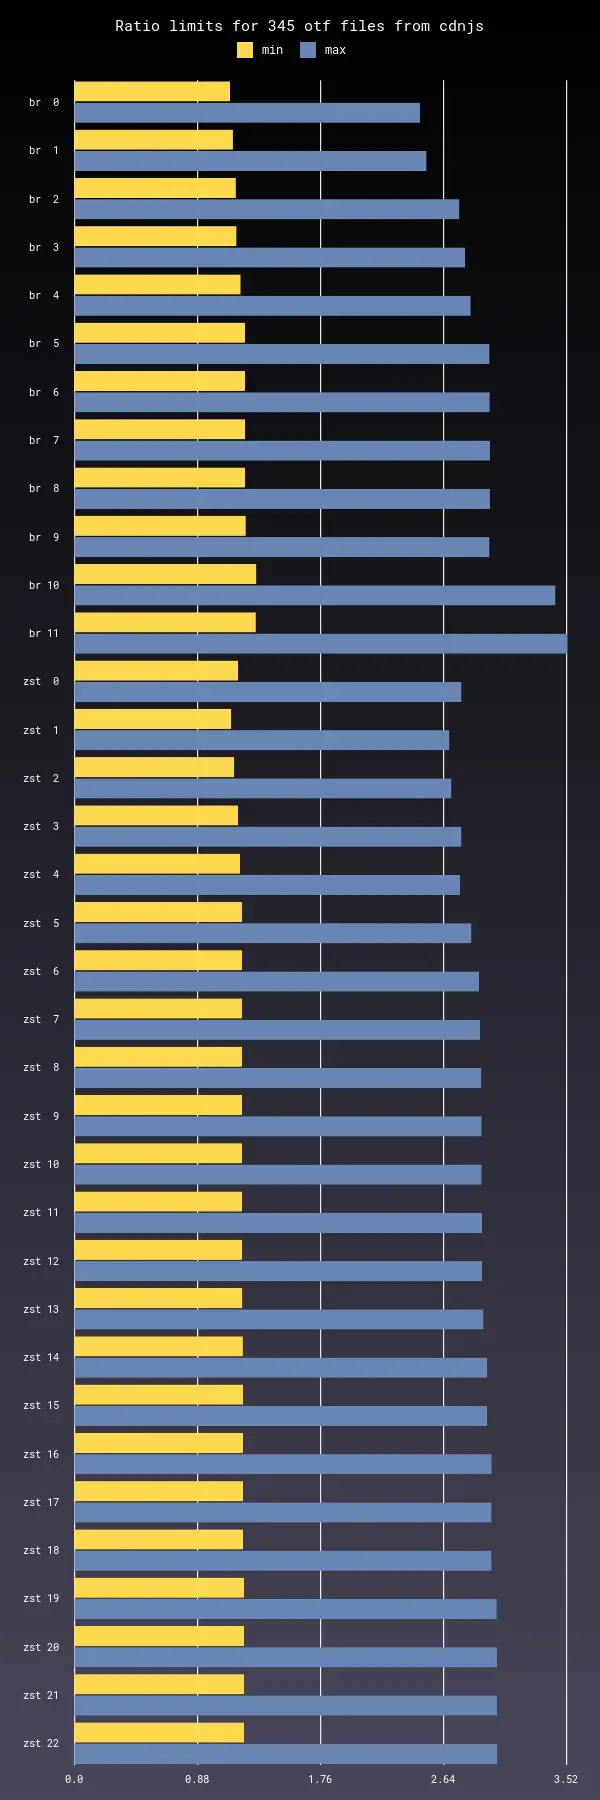 Ratio limits for 345 otf files from cdnjs
min max
br 0
br 1
br 2
br 3
br 4
br 5
br 6
br 7
br 8
br 9
br 10
br 11
zst 0
zst 1
zst 2
zst 3
zst 4
zst 5
zst 6
zst 7
zst 8
zst 9
zst 10
zst 11
zst 12
zst 13
zst 14
zst 15
zst 16
zst 17
zst 18
zst 19
zst 20
zst 21
zst 22
0.0 0.88 1.76 2.64 3.52